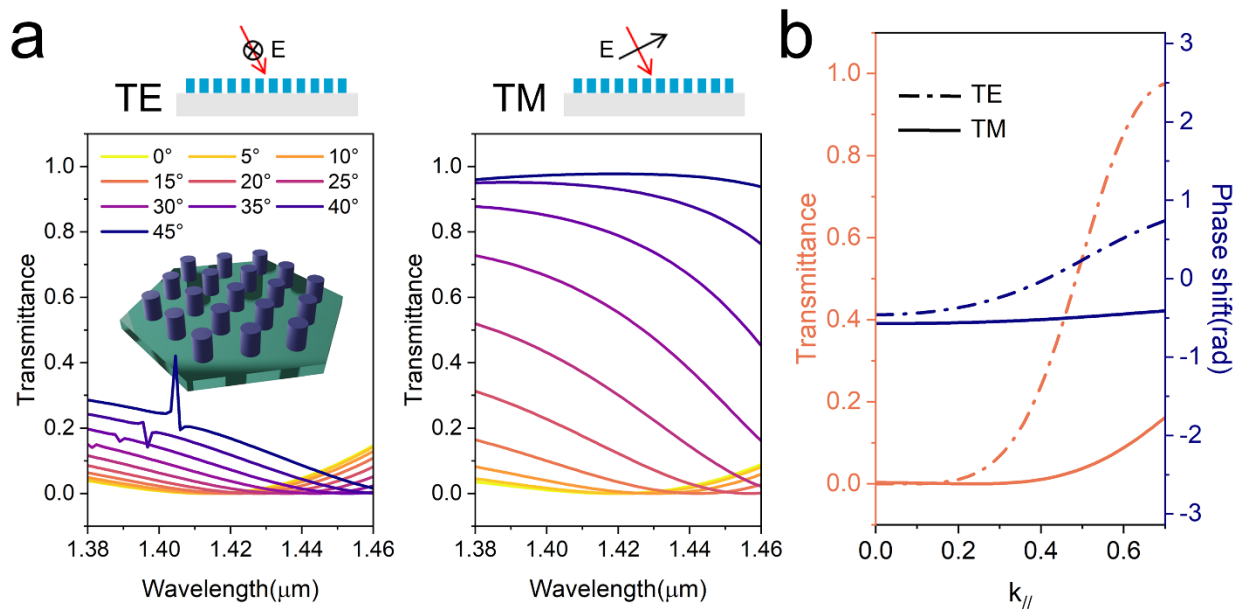 a
TE
E
TM
E
Transmittance
1.0
0.8
0.6
0.4
0.2
0.0
0° 5° 10°
15° 20° 25°
30° 35° 40°
45°
1.38 1.40 1.42 1.44 1.46
Wavelength(μm)
Transmittance
1.0
0.8
0.6
0.4
0.2
0.0
1.38 1.40 1.42 1.44 1.46
Wavelength(μm)
b
Transmittance
1.0
0.8
0.6
0.4
0.2
0.0
TE
TM
3
2
1
0
-1
-2
-3
Phase shift(rad)
0.0 0.2 0.4 0.6
k//